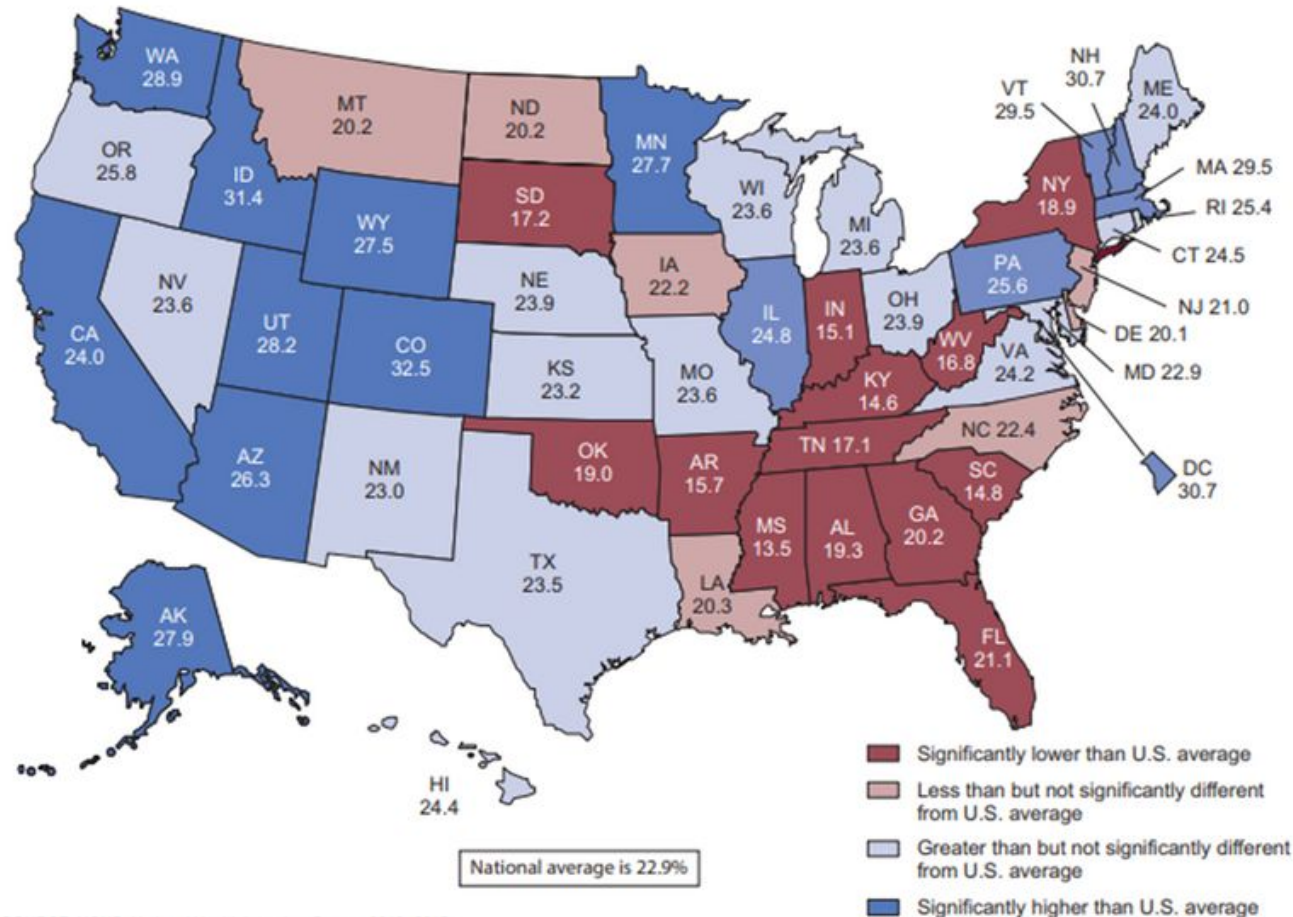 WA
28.9
MT
20.2
ND
20.2
MN
27.7
OR
25.8
ID
31.4
WY
27.5
SD
17.2
WI
23.6
MI
23.6
NY
18.9
VT
29.5
NH
30.7
ME
24.0
MA 29.5
RI 25.4
CT 24.5
NJ 21.0
DE 20.1
MD 22.9
DC
30.7
CA
24.0
NV
23.6
UT
28.2
CO
32.5
NE
23.9
IA
22.2
IL
24.8
IN
15.1
OH
23.9
PA
25.6
WV
16.8
VA
24.2
KS
23.2
MO
23.6
KY
14.6
AZ
26.3
NM
23.0
OK
19.0
AR
15.7
TN 17.1
NC 22.4
SC
14.8
MS
13.5
AL
19.3
GA
20.2
TX
23.5
LA
20.3
FL
21.1
AK
27.9
HI
24.4
National average is 22.9%
Significantly lower than U.S. average
Less than but not significantly different
from U.S. average
Greater than but not significantly different
from U.S. average
Significantly higher than U.S. average